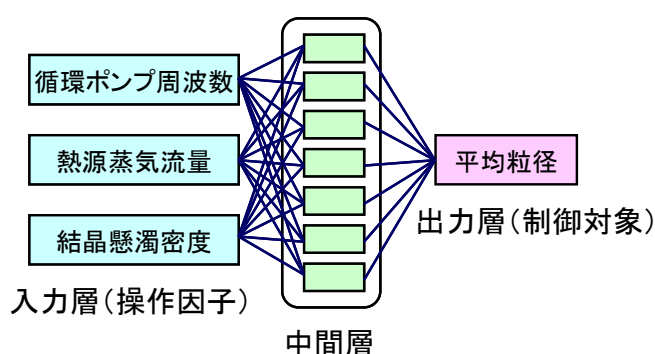 循環ポンプ周波数
熱源蒸気流量
結晶懸濁密度
入力層(操作因子)
中間層
平均粒径
出力層(制御対象)